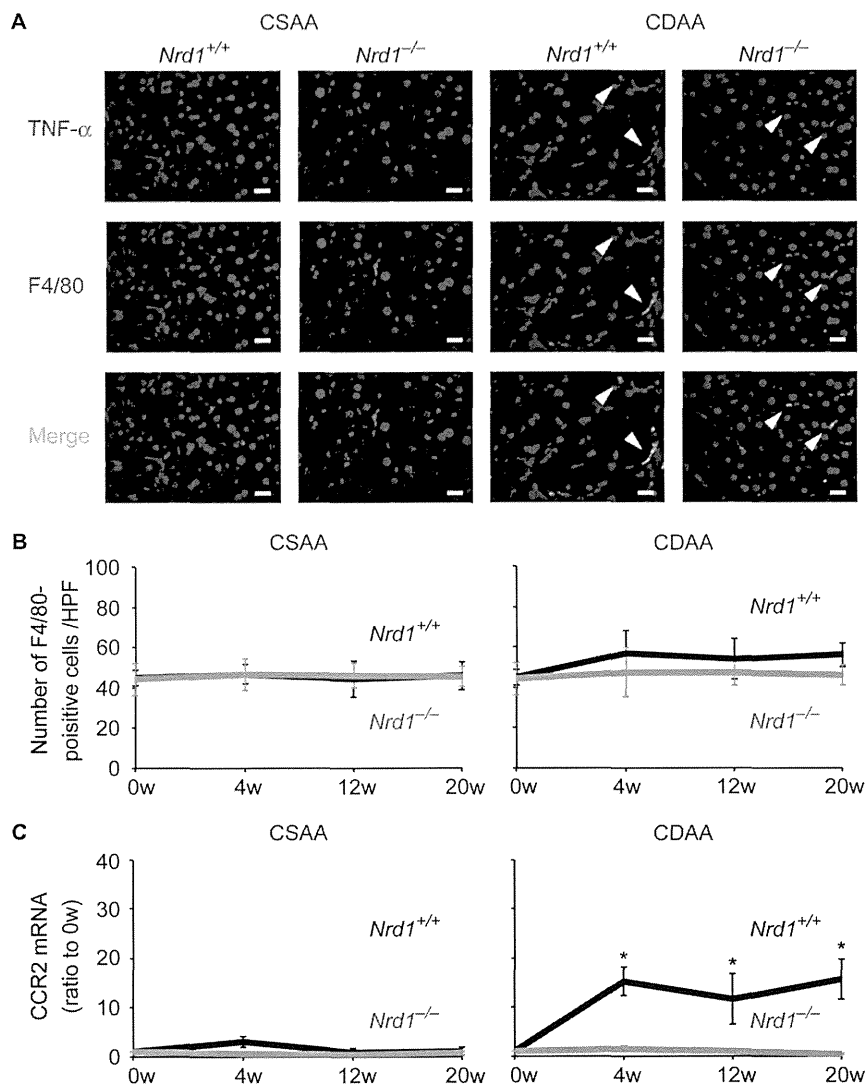 A
CSAA CDAA
Nrd1+/+ Nrd1−/− Nrd1+/+ Nrd1−/−
TNF-α
F4/80
Merge
B
CSAA
Number of F4/80-
poisitive cells /HPF
100
80
60
40
20
0
Nrd1+/+
Nrd1−/−
0w 4w 12w 20w
CDAA
Nrd1+/+
Nrd1−/−
0w 4w 12w 20w
C
CSAA
CCR2 mRNA
(ratio to 0w)
40
30
20
10
0
Nrd1+/+
Nrd1−/−
0w 4w 12w 20w
CDAA
Nrd1+/+
* * *
Nrd1−/−
0w 4w 12w 20w